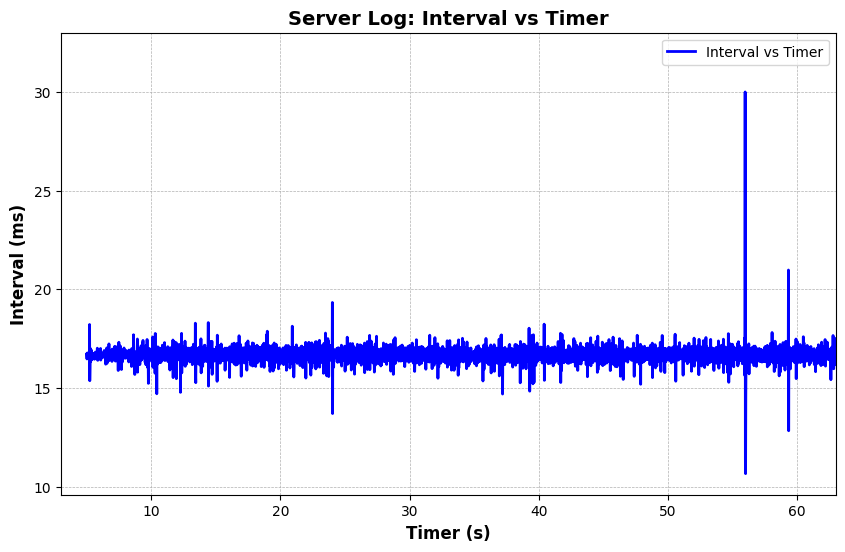 Server Log: Interval vs Timer
Interval vs Timer
30
25
20
15
10
Interval (ms)
10 20 30 40 50 60
Timer (s)